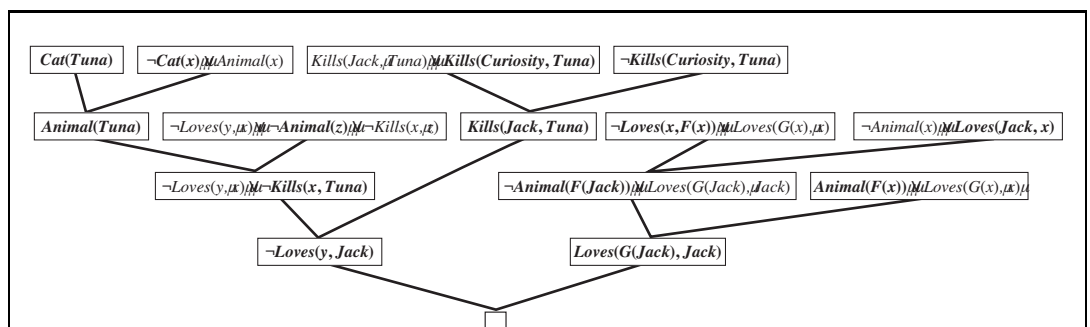 Cat(Tuna) ¬Cat(x) ∨ Animal(x) Kills(Jack, Tuna) ∨ Kills(Curiosity, Tuna) ¬Kills(Curiosity, Tuna)
Animal(Tuna) ¬Loves(y, x) ∨ ¬Animal(z) ∨ ¬Kills(x, z) Kills(Jack, Tuna) ¬Loves(x, F(x)) ∨ Loves(G(x), x) ¬Animal(x) ∨ Loves(Jack, x)
¬Loves(y, x) ∨ ¬Kills(x, Tuna) ¬Animal(F(Jack)) ∨ Loves(G(Jack), Jack) Animal(F(x)) ∨ Loves(G(x), x)
¬Loves(y, Jack) Loves(G(Jack), Jack)